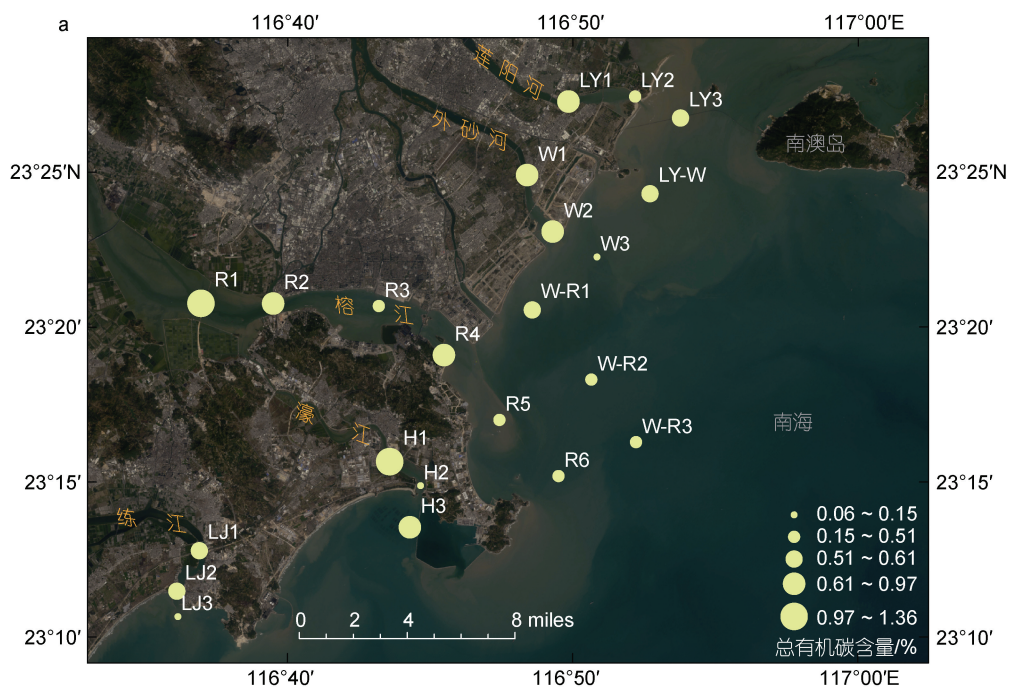 a
116°40′ 116°50′ 117°00′E
莲阳河
LY1 LY2
LY3
外砂河
南澳岛
W1
23°25′N 23°25′N
LY-W
W2
W3
R1 R2
R3 W-R1
榕江
23°20′ 23°20′
R4
W-R2
R5
濠江
W-R3
南海
H1
R6
H2
23°15′ 23°15′
H3
0.06 ~ 0.15
练江
LJ1
0.15 ~ 0.51
0.51 ~ 0.61
LJ2
0.61 ~ 0.97
LJ3
0 2 4 8 miles
0.97 ~ 1.36
23°10′ 23°10′
总有机碳含量/%
116°40′ 116°50′ 117°00′